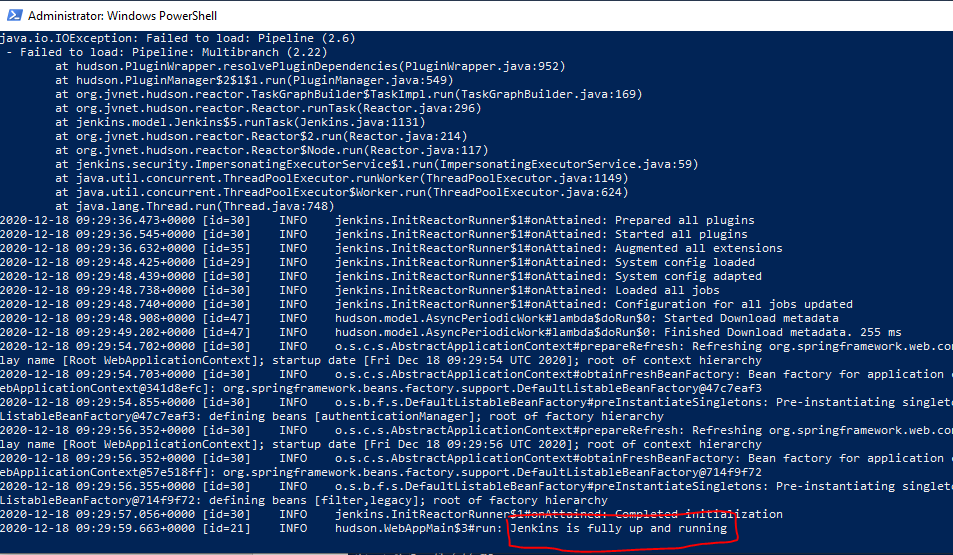 Administrator: Windows PowerShell
java.io.IOException: Failed to load: Pipeline (2.6)
 - Failed to load: Pipeline: Multibranch (2.22)
        at hudson.PluginWrapper.resolvePluginDependencies(PluginWrapper.java:952)
        at hudson.PluginManager$2$1$1.run(PluginManager.java:549)
        at org.jvnet.hudson.reactor.TaskGraphBuilder$TaskImpl.run(TaskGraphBuilder.java:169)
        at org.jvnet.hudson.reactor.Reactor.runTask(Reactor.java:296)
        at jenkins.model.Jenkins$5.runTask(Jenkins.java:1131)
        at org.jvnet.hudson.reactor.Reactor$2.run(Reactor.java:214)
        at org.jvnet.hudson.reactor.Reactor$Node.run(Reactor.java:117)
        at jenkins.security.ImpersonatingExecutorService$1.run(ImpersonatingExecutorService.java:59)
        at java.util.concurrent.ThreadPoolExecutor.runWorker(ThreadPoolExecutor.java:1149)
        at java.util.concurrent.ThreadPoolExecutor$Worker.run(ThreadPoolExecutor.java:624)
        at java.lang.Thread.run(Thread.java:748)
2020-12-18 09:29:36.473+0000 [id=30]    INFO    jenkins.InitReactorRunner$1#onAttained: Prepared all plugins
2020-12-18 09:29:36.545+0000 [id=30]    INFO    jenkins.InitReactorRunner$1#onAttained: Started all plugins
2020-12-18 09:29:36.632+0000 [id=35]    INFO    jenkins.InitReactorRunner$1#onAttained: Augmented all extensions
2020-12-18 09:29:48.425+0000 [id=29]    INFO    jenkins.InitReactorRunner$1#onAttained: System config loaded
2020-12-18 09:29:48.439+0000 [id=30]    INFO    jenkins.InitReactorRunner$1#onAttained: System config adapted
2020-12-18 09:29:48.738+0000 [id=30]    INFO    jenkins.InitReactorRunner$1#onAttained: Loaded all jobs
2020-12-18 09:29:48.740+0000 [id=30]    INFO    jenkins.InitReactorRunner$1#onAttained: Configuration for all jobs updated
2020-12-18 09:29:48.908+0000 [id=47]    INFO    hudson.model.AsyncPeriodicWork#lambda$doRun$0: Started Download metadata
2020-12-18 09:29:49.202+0000 [id=47]    INFO    hudson.model.AsyncPeriodicWork#lambda$doRun$0: Finished Download metadata. 255 ms
2020-12-18 09:29:54.702+0000 [id=30]    INFO    o.s.c.s.AbstractApplicationContext#prepareRefresh: Refreshing org.springframework.web.co
lay name [Root WebApplicationContext]; startup date [Fri Dec 18 09:29:54 UTC 2020]; root of context hierarchy
2020-12-18 09:29:54.703+0000 [id=30]    INFO    o.s.c.s.AbstractApplicationContext#obtainFreshBeanFactory: Bean factory for application
ebApplicationContext@341d8efc]: org.springframework.beans.factory.support.DefaultListableBeanFactory@47c7eaf3
2020-12-18 09:29:54.855+0000 [id=30]    INFO    o.s.b.f.s.DefaultListableBeanFactory#preInstantiateSingletons: Pre-instantiating singlet
ListableBeanFactory@47c7eaf3: defining beans [authenticationManager]; root of factory hierarchy
2020-12-18 09:29:56.352+0000 [id=30]    INFO    o.s.c.s.AbstractApplicationContext#prepareRefresh: Refreshing org.springframework.web.co
lay name [Root WebApplicationContext]; startup date [Fri Dec 18 09:29:56 UTC 2020]; root of context hierarchy
2020-12-18 09:29:56.352+0000 [id=30]    INFO    o.s.c.s.AbstractApplicationContext#obtainFreshBeanFactory: Bean factory for application
ebApplicationContext@57e518ff]: org.springframework.beans.factory.support.DefaultListableBeanFactory@714f9f72
2020-12-18 09:29:56.355+0000 [id=30]    INFO    o.s.b.f.s.DefaultListableBeanFactory#preInstantiateSingletons: Pre-instantiating singlet
ListableBeanFactory@714f9f72: defining beans [filter,legacy]; root of factory hierarchy
2020-12-18 09:29:57.056+0000 [id=30]    INFO    jenkins.InitReactorRunner$1#onAttained: Completed initialization
2020-12-18 09:29:59.663+0000 [id=21]    INFO    hudson.WebAppMain$3#run: Jenkins is fully up and running